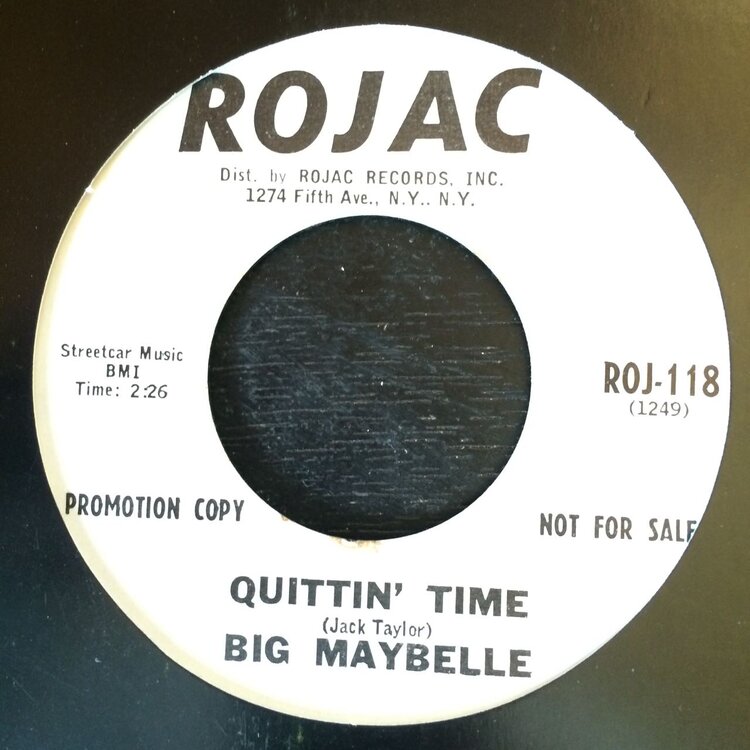 ROJAC
Dist. by ROJAC RECORDS, INC.
1274 Fifth Ave., N.Y.. N.Y.
Streetcar Music
BMI
Time: 2:26
ROJ-118
(1249)
PROMOTION COPY
NOT FOR SALE
QUITTIN' TIME
(Jack Taylor)
BIG MAYBELLE